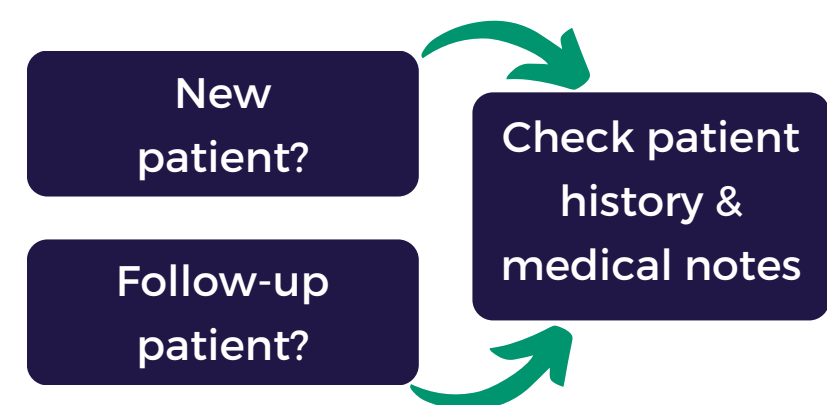 New
patient?
Follow-up
patient?
Check patient
history &
medical notes